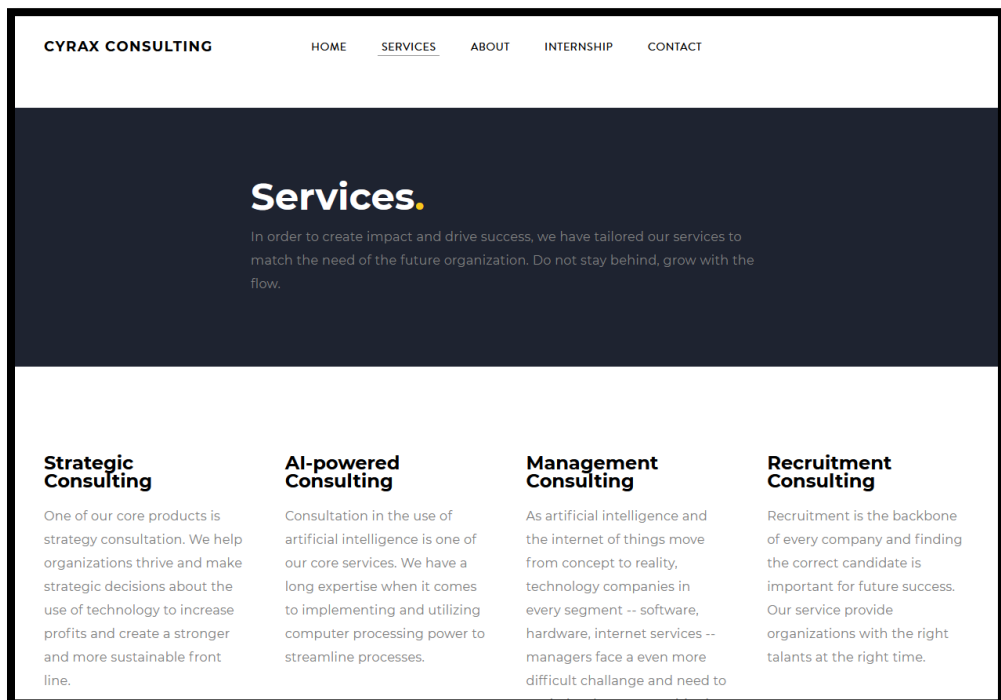 CYRAX CONSULTING
HOME SERVICES ABOUT INTERNSHIP CONTACT
Services.
In order to create impact and drive success, we have tailored our services to
match the need of the future organization. Do not stay behind, grow with the
flow.
Strategic
Consulting
One of our core products is
strategy consultation. We help
organizations thrive and make
strategic decisions about the
use of technology to increase
profits and create a stronger
and more sustainable front
line.
AI-powered
Consulting
Consultation in the use of
artificial intelligence is one of
our core services. We have a
long expertise when it comes
to implementing and utilizing
computer processing power to
streamline processes.
Management
Consulting
As artificial intelligence and
the internet of things move
from concept to reality,
technology companies in
every segment -- software,
hardware, internet services --
managers face a even more
difficult challange and need to
Recruitment
Consulting
Recruitment is the backbone
of every company and finding
the correct candidate is
important for future success.
Our service provide
organizations with the right
talents at the right time.